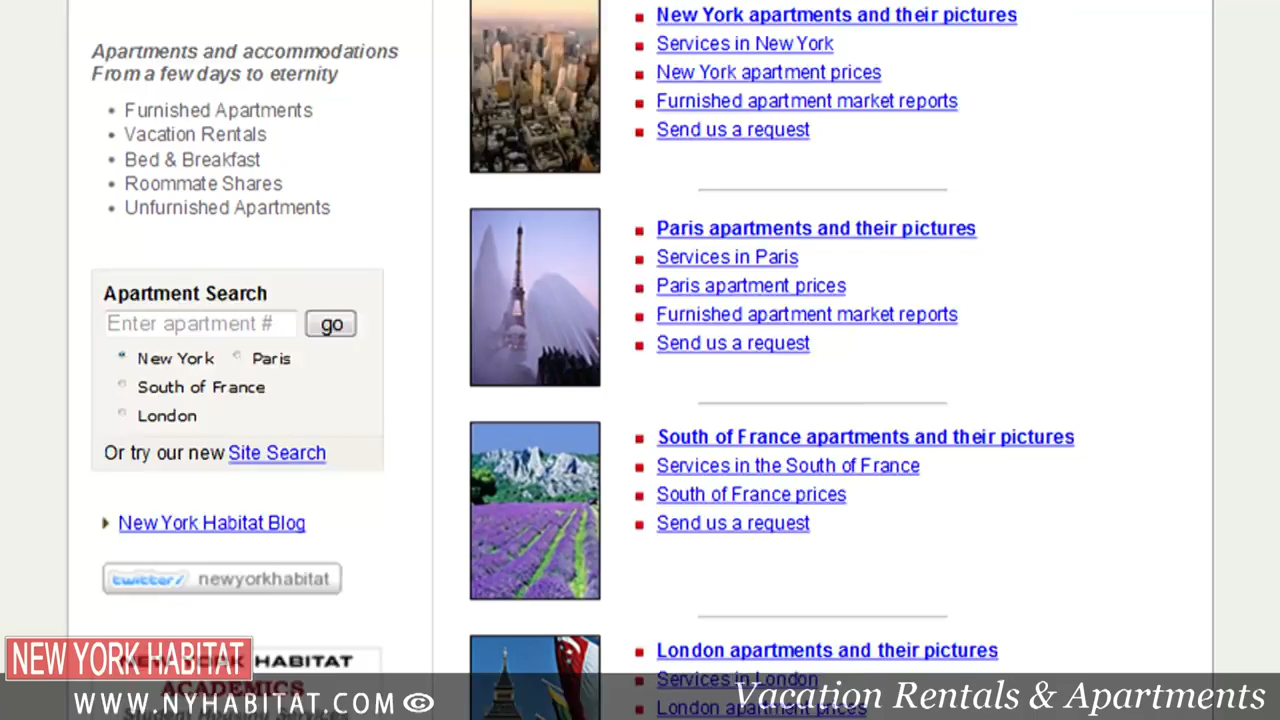 Apartments and accommodations
From a few days to eternity
Furnished Apartments
Vacation Rentals
Bed & Breakfast
Roommate Shares
Unfurnished Apartments
Apartment Search
Enter apartment # go
New York Paris
South of France
London
Or try our new Site Search
New York Habitat Blog
twitter newyorkhabitat
HABITAT
ACADEMICS
New York apartments and their pictures
Services in New York
New York apartment prices
Furnished apartment market reports
Send us a request
Paris apartments and their pictures
Services in Paris
Paris apartment prices
Furnished apartment market reports
Send us a request
South of France apartments and their pictures
Services in the South of France
South of France prices
Send us a request
London apartments and their pictures
Services in London
London apartment prices
NEW YORK HABITAT
WWW.NYHABITAT.COM ©
Vacation Rentals & Apartments